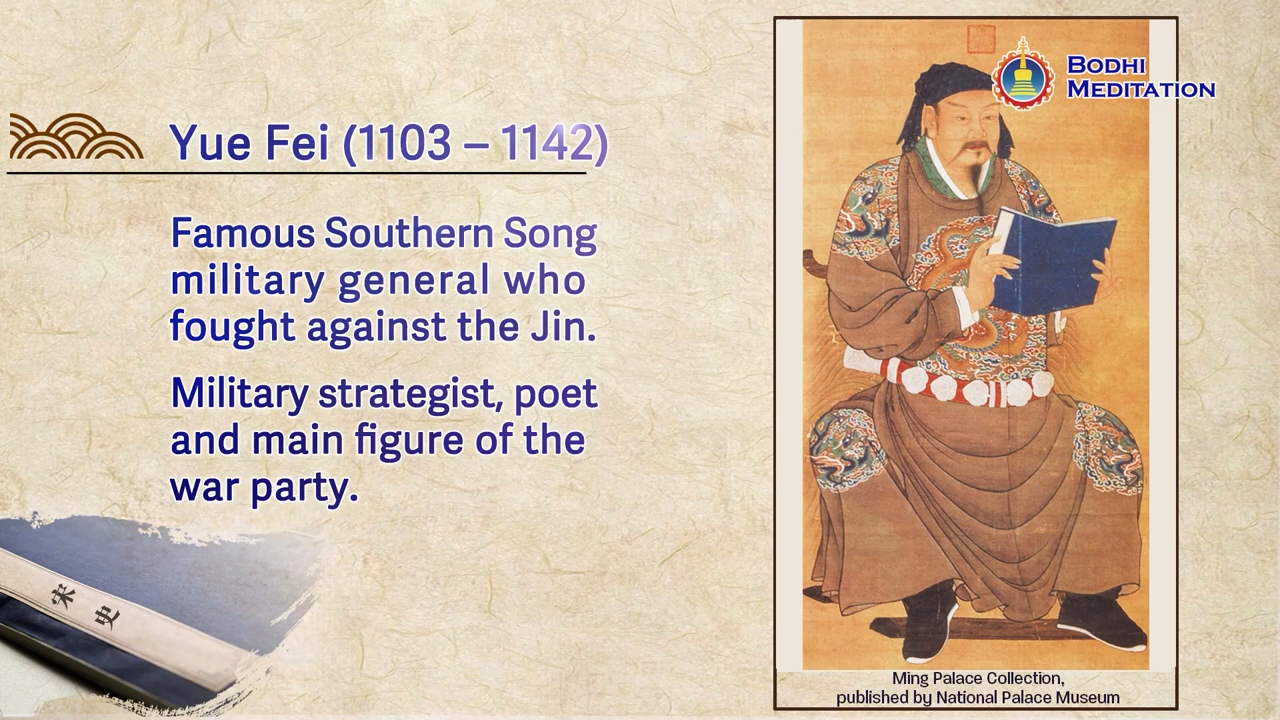 Yue Fei (1103 – 1142)
Famous Southern Song
military general who
fought against the Jin.
Military strategist, poet
and main figure of the
war party.
宋史
BODHI
MEDITATION
Ming Palace Collection,
published by National Palace Museum